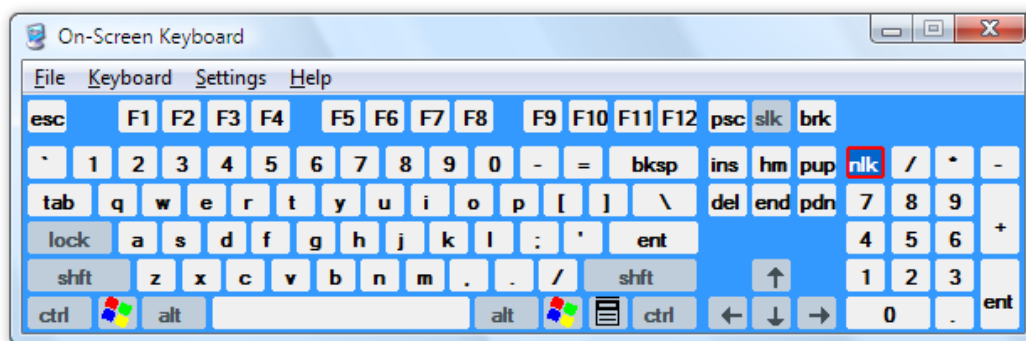 On-Screen Keyboard
File Keyboard Settings Help
esc F1 F2 F3 F4 F5 F6 F7 F8 F9 F10 F11 F12 psc slk brk
` 1 2 3 4 5 6 7 8 9 0 - = bksp ins hm pup nlk / * -
tab q w e r t y u i o p [ ] \ del end pdn 7 8 9 +
lock a s d f g h j k l ; ' ent 4 5 6
shft z x c v b n m , . / shft ↑ 1 2 3 ent
ctrl alt alt ctrl ← ↓ → 0 .